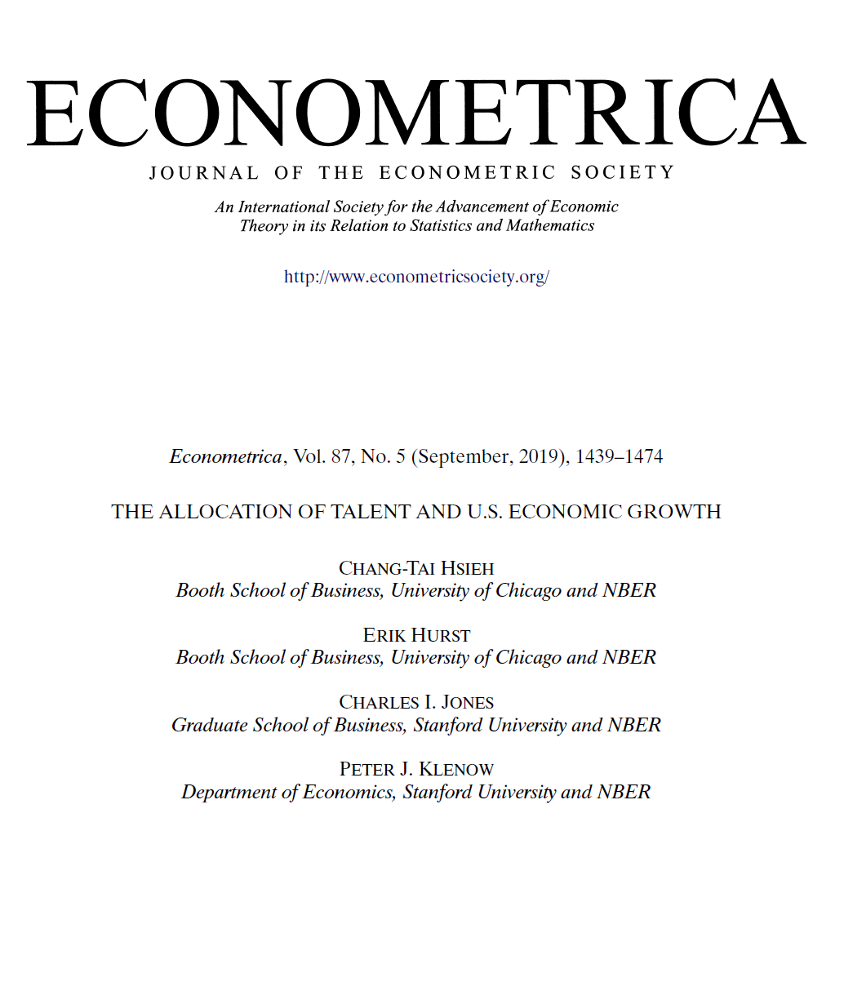 ECONOMETRICA
JOURNAL OF THE ECONOMETRIC SOCIETY
An International Society for the Advancement of Economic
Theory in its Relation to Statistics and Mathematics
http://www.econometricsociety.org/
Econometrica, Vol. 87, No. 5 (September, 2019), 1439–1474
THE ALLOCATION OF TALENT AND U.S. ECONOMIC GROWTH
CHANG-TAI HSIEH
Booth School of Business, University of Chicago and NBER
ERIK HURST
Booth School of Business, University of Chicago and NBER
CHARLES I. JONES
Graduate School of Business, Stanford University and NBER
PETER J. KLENOW
Department of Economics, Stanford University and NBER